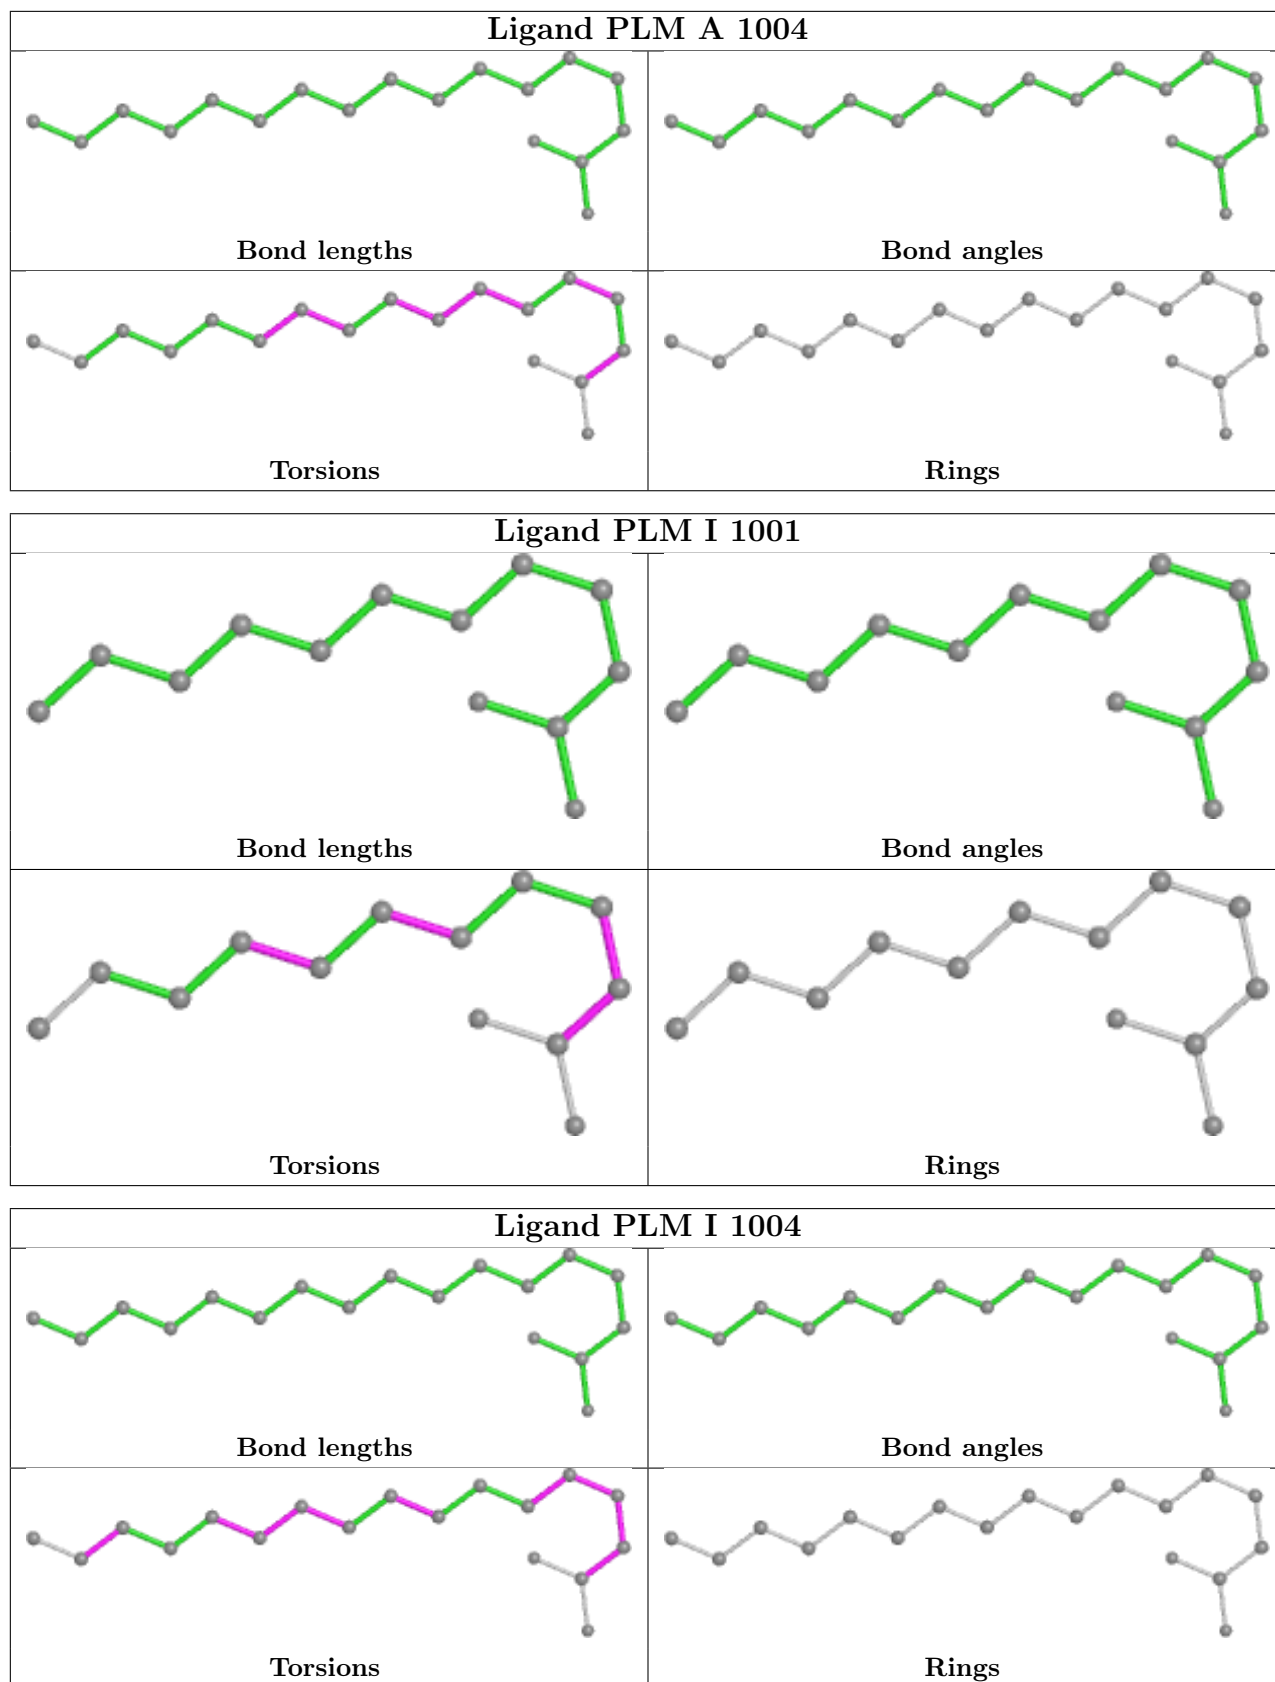 Ligand PLM A 1004
Bond lengths
Bond angles
Torsions
Rings
Ligand PLM I 1001
Bond lengths
Bond angles
Torsions
Rings
Ligand PLM I 1004
Bond lengths
Bond angles
Torsions
Rings